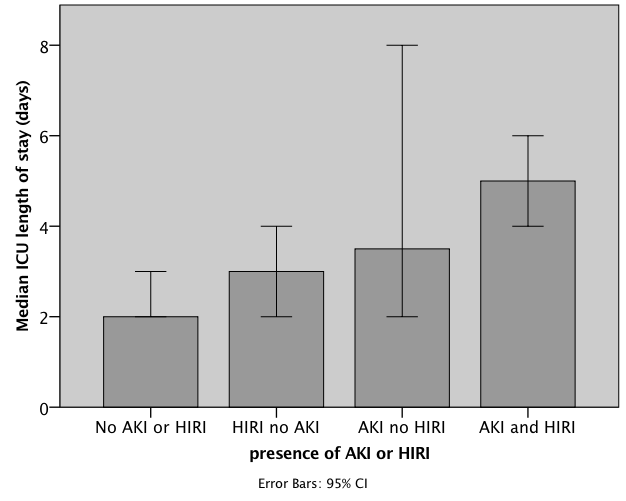 Median ICU length of stay (days)
8
6
4
2
0
No AKI or HIRI
HIRI no AKI
AKI no HIRI
AKI and HIRI
presence of AKI or HIRI
Error Bars: 95% CI